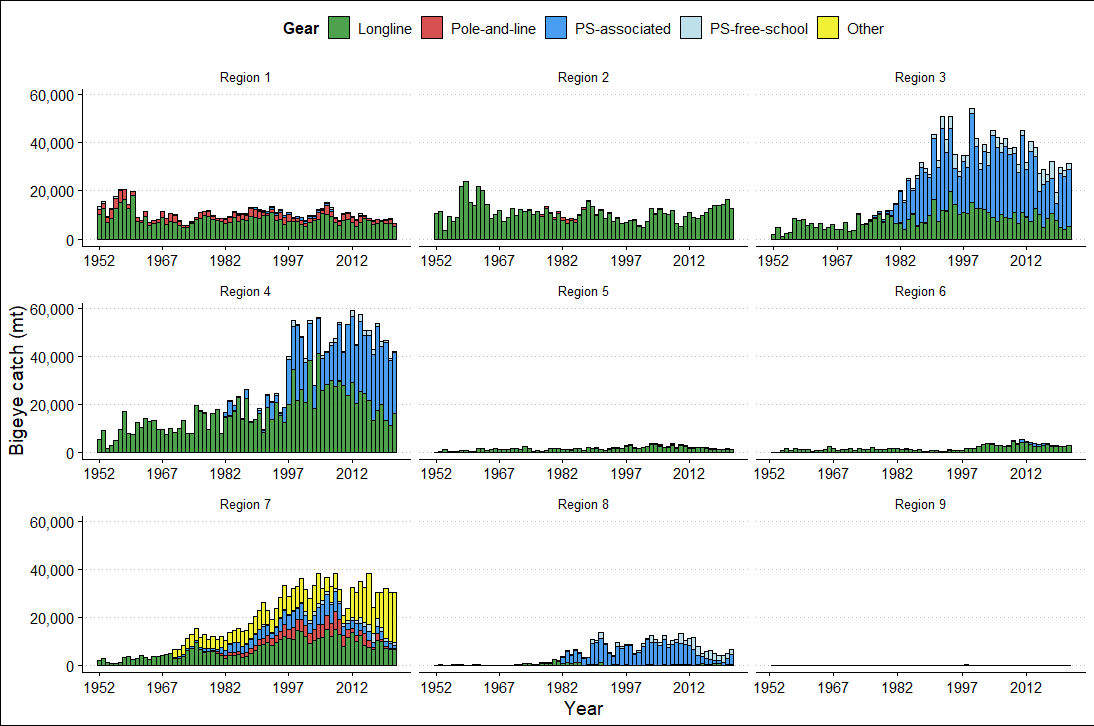 Gear Longline Pole-and-line PS-associated PS-free-school Other
Region 1 Region 2 Region 3
60,000
40,000
20,000
0
1952 1967 1982 1997 2012 1952 1967 1982 1997 2012 1952 1967 1982 1997 2012
Region 4 Region 5 Region 6
60,000
40,000
20,000
0
1952 1967 1982 1997 2012 1952 1967 1982 1997 2012 1952 1967 1982 1997 2012
Bigeye catch (mt)
Region 7 Region 8 Region 9
60,000
40,000
20,000
0
1952 1967 1982 1997 2012 1952 1967 1982 1997 2012 1952 1967 1982 1997 2012
Year